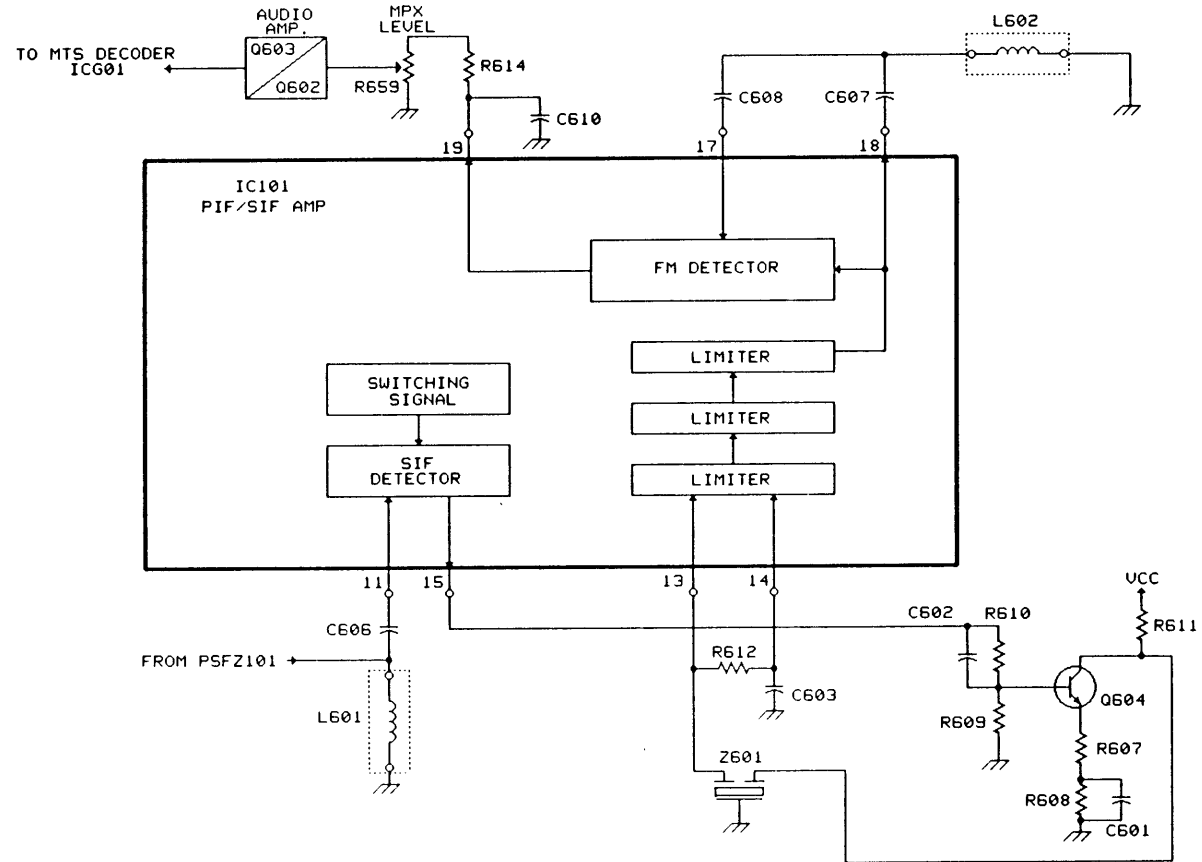 AUDIO
AMP.
MPX
LEVEL
L602
TO MTS DECODER
ICG01
Q603
Q602
R659
R614
C610
C608
C607
19
17
18
IC101
PIF/SIF AMP
FM DETECTOR
LIMITER
SWITCHING
SIGNAL
LIMITER
SIF
DETECTOR
LIMITER
11
15
13
14
VCC
C606
C602
R610
R611
FROM PSFZ101
R612
C603
L601
R609
Q604
Z601
R607
R608
C601